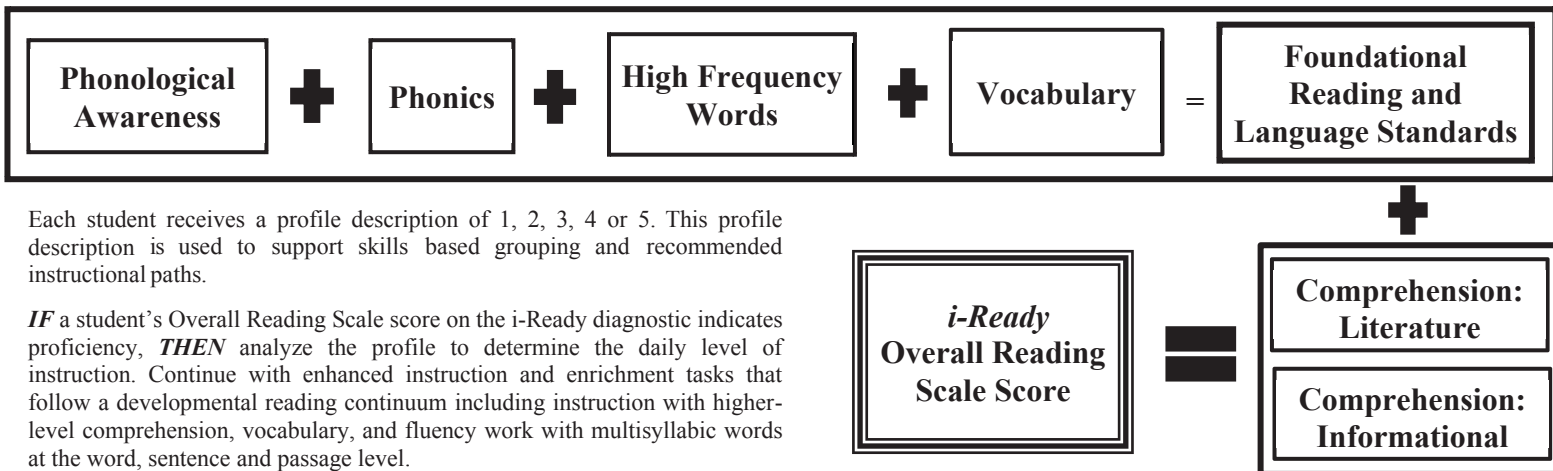 Phonological
Awareness
Phonics
High Frequency
Words
Vocabulary
=
Foundational
Reading and
Language Standards
Each student receives a profile description of 1, 2, 3, 4 or 5. This profile
description is used to support skills based grouping and recommended
instructional paths.
IF a student’s Overall Reading Scale score on the i-Ready diagnostic indicates
proficiency, THEN analyze the profile to determine the daily level of
instruction. Continue with enhanced instruction and enrichment tasks that
follow a developmental reading continuum including instruction with higher-
level comprehension, vocabulary, and fluency work with multisyllabic words
at the word, sentence and passage level.
i-Ready
Overall Reading
Scale Score
Comprehension:
Literature
Comprehension:
Informational